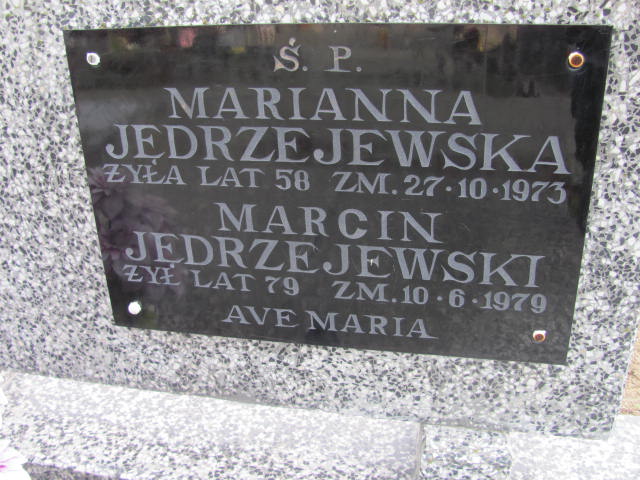 Ś. P.
MARIANNA
JĘDRZEJEWSKA
ŻYŁA LAT 58 ZM. 27·10·1973
MARCIN
JĘDRZEJEWSKI
ŻYŁ LAT 79 ZM. 10·6·1979
AVE MARIA